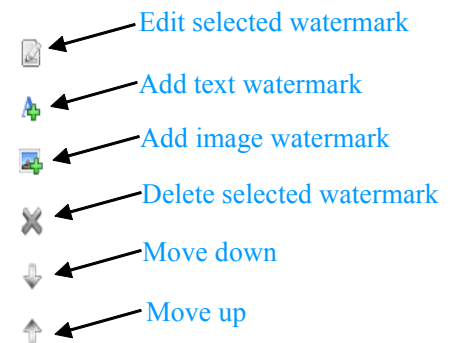 Edit selected watermark
Add text watermark
Add image watermark
Delete selected watermark
Move down
Move up